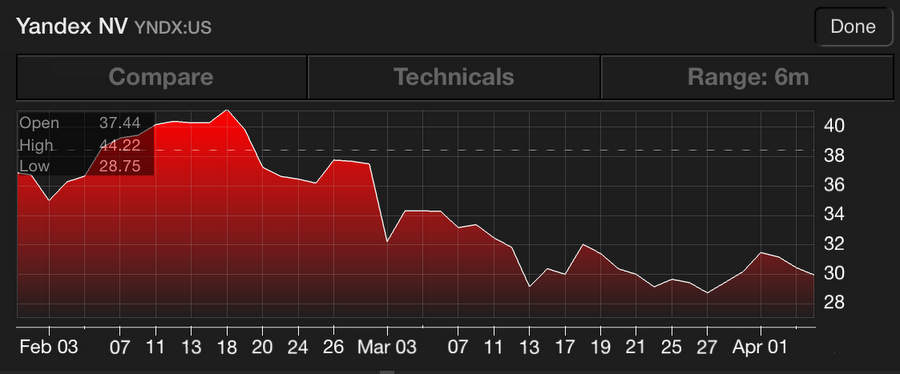 Yandex NV YNDX:US
Done
Compare Technicals Range: 6m
Open 37.44
High 44.22
Low 28.75
40
38
36
34
32
30
28
Feb 03 07 11 13 18 20 24 26 Mar 03 07 11 13 17 19 21 25 27 Apr 01